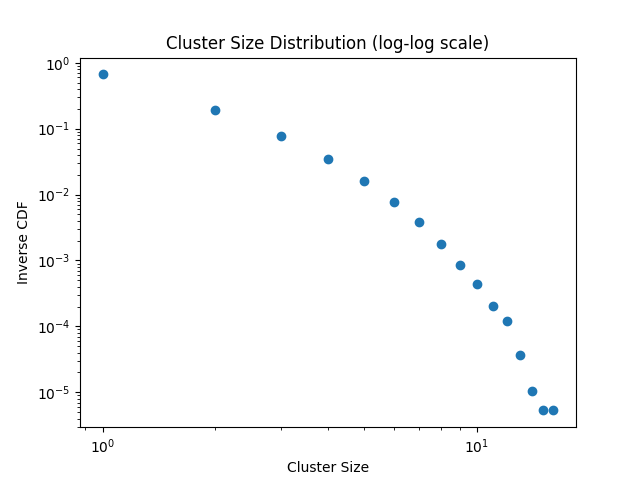 Cluster Size Distribution (log-log scale)
10⁰
10⁻¹
10⁻²
10⁻³
10⁻⁴
10⁻⁵
Inverse CDF
10⁰ 10¹
Cluster Size